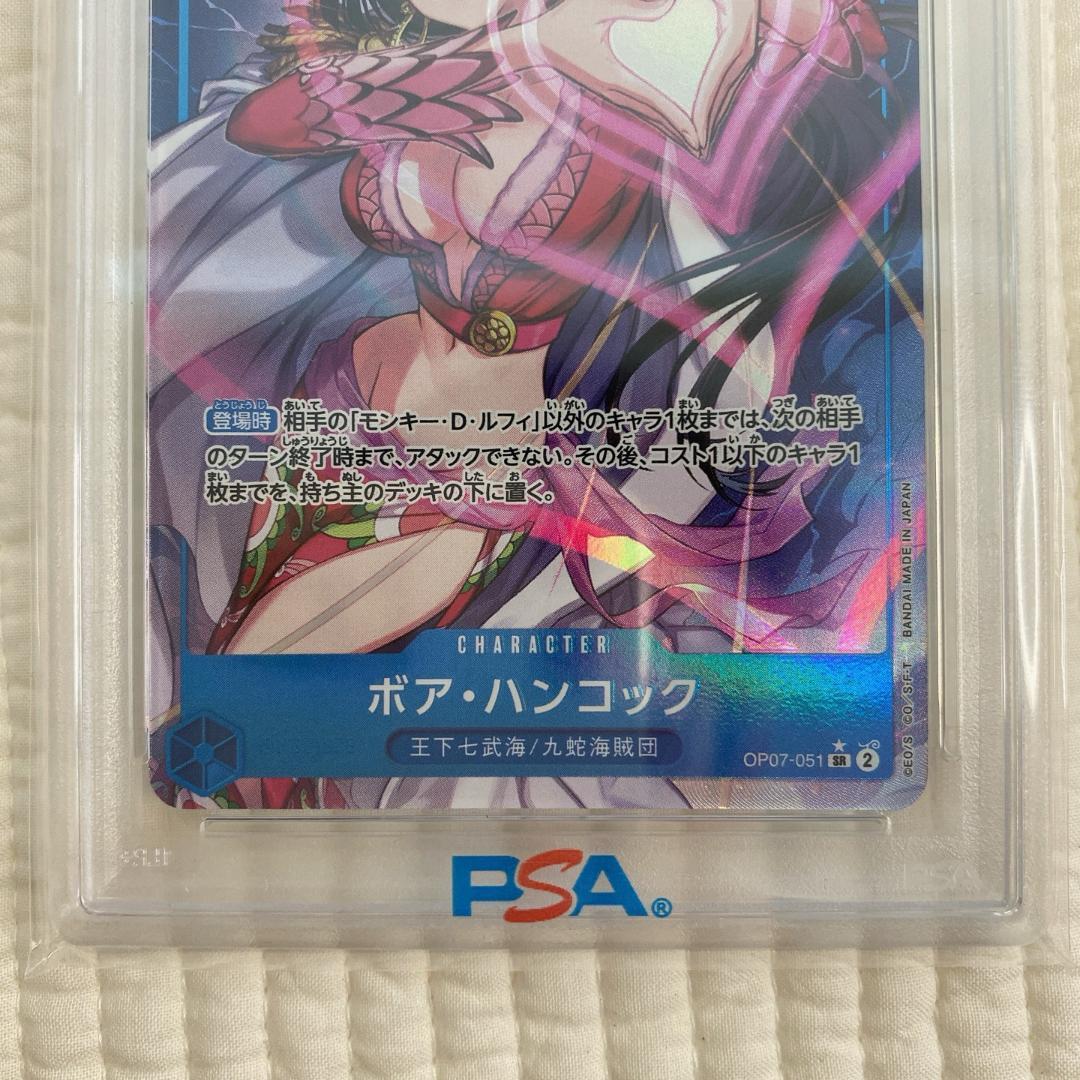 登場時 相手の「モンキー・D・ルフィ」以外のキャラ1枚までは、次の相手
のターン終了時まで、アタックできない。その後、コスト1以下のキャラ1
枚までを、持ち主のデッキの下に置く。
CHARACTER
ボア・ハンコック
王下七武海/九蛇海賊団
OP07-051 SR 2
©EO/S ©O/S・F・T BANDAI MADE IN JAPAN
PSA®